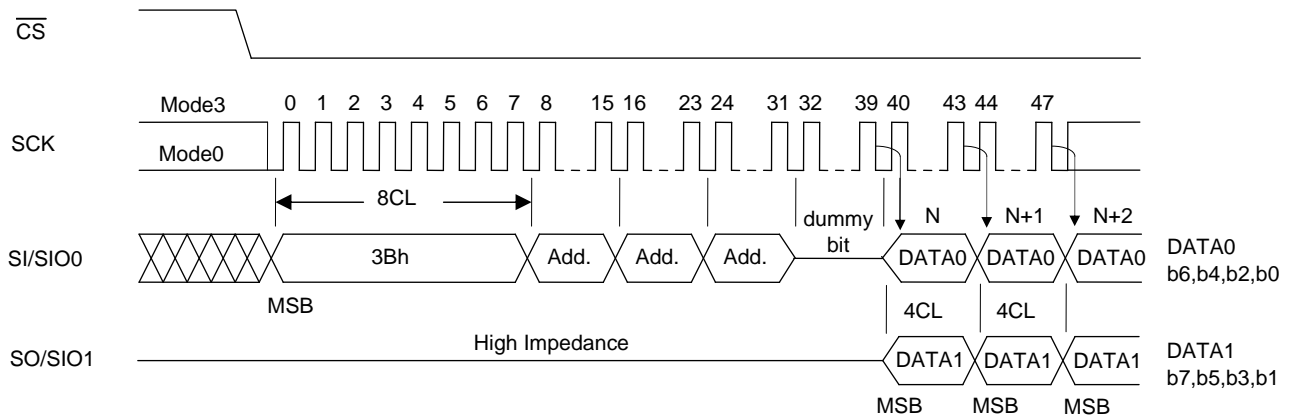 CS
Mode3 0 1 2 3 4 5 6 7 8 15 16 23 24 31 32 39 40 43 44 47
SCK
Mode0
8CL
dummy
bit
N N+1 N+2
SI/SIO0 3Bh Add. Add. Add. DATA0 DATA0 DATA0
DATA0
b6,b4,b2,b0
MSB
4CL 4CL
High Impedance
SO/SIO1 DATA1 DATA1 DATA1
DATA1
b7,b5,b3,b1
MSB MSB MSB